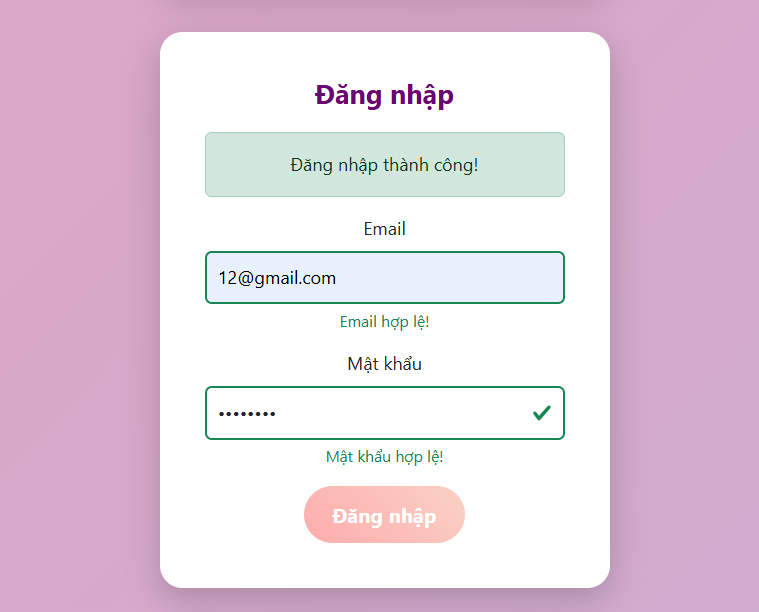 Đăng nhập
Đăng nhập thành công!
Email
12@gmail.com
Email hợp lệ!
Mật khẩu
••••••••
Mật khẩu hợp lệ!
Đăng nhập